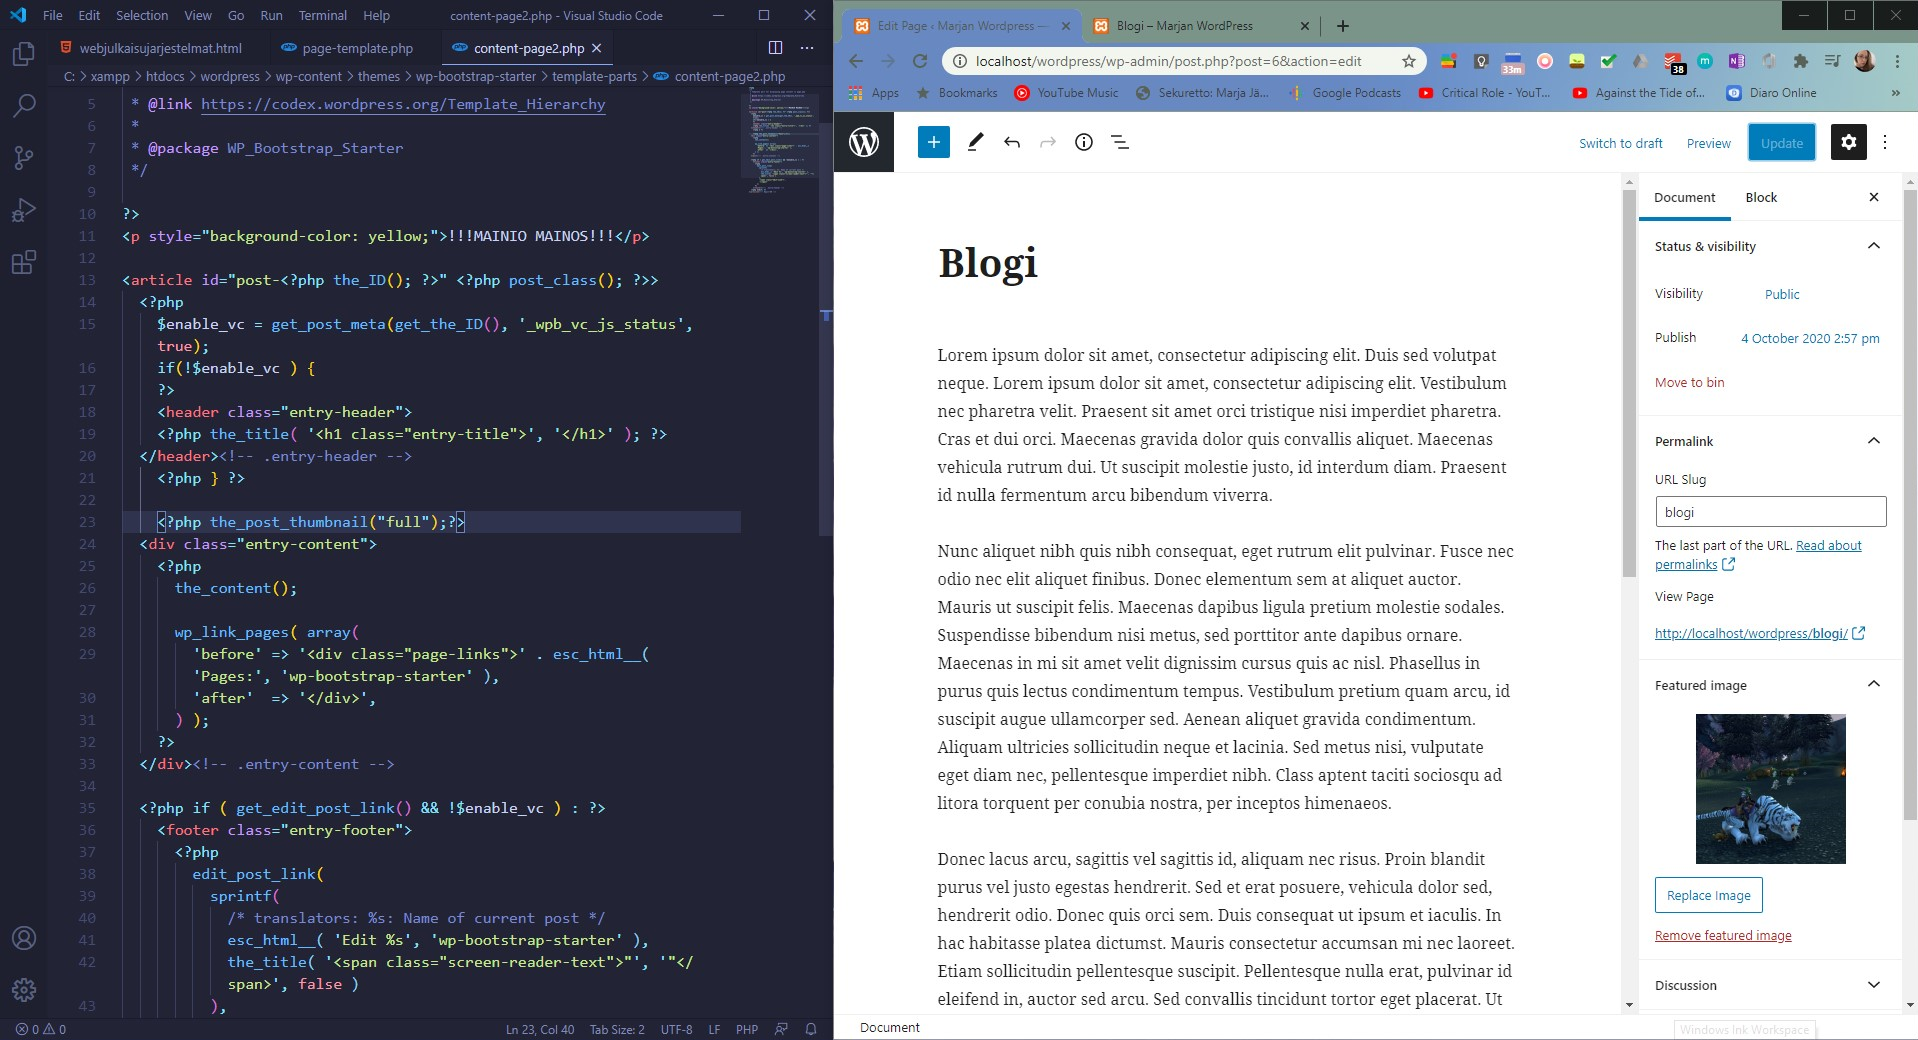 File Edit Selection View Go Run Terminal Help content-page2.php - Visual Studio Code
webjulkaisujarjestelmat.html page-template.php content-page2.php
C: > xampp > htdocs > wordpress > wp-content > themes > wp-bootstrap-starter > template-parts > content-page2.php
5 * @link https://codex.wordpress.org/Template_Hierarchy
6 *
7 * @package WP_Bootstrap_Starter
8 */
9
10 ?>
11 <p style="background-color: yellow;">!!!MAINIO MAINOS!!!</p>
12
13 <article id="post-<?php the_ID(); ?>" <?php post_class(); ?>>
14 <?php
15 $enable_vc = get_post_meta(get_the_ID(), '_wpb_vc_js_status',
true);
16 if(!$enable_vc ) {
17 ?>
18 <header class="entry-header">
19 <?php the_title( '<h1 class="entry-title">', '</h1>' ); ?>
20 </header><!-- .entry-header -->
21 <?php } ?>
22
23 <?php the_post_thumbnail("full");?>
24 <div class="entry-content">
25 <?php
26 the_content();
27
28 wp_link_pages( array(
29 'before' => '<div class="page-links">' . esc_html__(
'Pages:', 'wp-bootstrap-starter' ),
30 'after' => '</div>',
31 ) );
32 ?>
33 </div><!-- .entry-content -->
34
35 <?php if ( get_edit_post_link() && !$enable_vc ) : ?>
36 <footer class="entry-footer">
37 <?php
38 edit_post_link(
39 sprintf(
40 /* translators: %s: Name of current post */
41 esc_html__( 'Edit %s', 'wp-bootstrap-starter' ),
42 the_title( '<span class="screen-reader-text">"', '"</
span>', false )
43 ),
0 0 Ln 23, Col 40 Tab Size: 2 UTF-8 LF PHP
Edit Page ‹ Marjan Wordpress — Blogi – Marjan WordPress
localhost/wordpress/wp-admin/post.php?post=6&action=edit 33m 38
Apps Bookmarks YouTube Music Sekuretto: Marja Jä... Google Podcasts Critical Role - YouT... Against the Tide of... Diaro Online »
Switch to draft Preview Update
Blogi
Lorem ipsum dolor sit amet, consectetur adipiscing elit. Duis sed volutpat
neque. Lorem ipsum dolor sit amet, consectetur adipiscing elit. Vestibulum
nec pharetra velit. Praesent sit amet orci tristique nisi imperdiet pharetra.
Cras et dui orci. Maecenas gravida dolor quis convallis aliquet. Maecenas
vehicula rutrum dui. Ut suscipit molestie justo, id interdum diam. Praesent
id nulla fermentum arcu bibendum viverra.
Nunc aliquet nibh quis nibh consequat, eget rutrum elit pulvinar. Fusce nec
odio nec elit aliquet finibus. Donec elementum sem at aliquet auctor.
Mauris ut suscipit felis. Maecenas dapibus ligula pretium molestie sodales.
Suspendisse bibendum nisi metus, sed porttitor ante dapibus ornare.
Maecenas in mi sit amet velit dignissim cursus quis ac nisl. Phasellus in
purus quis lectus condimentum tempus. Vestibulum pretium quam arcu, id
suscipit augue ullamcorper sed. Aenean aliquet gravida condimentum.
Aliquam ultricies sollicitudin neque et lacinia. Sed metus nisi, vulputate
eget diam nec, pellentesque imperdiet nibh. Class aptent taciti sociosqu ad
litora torquent per conubia nostra, per inceptos himenaeos.
Donec lacus arcu, sagittis vel sagittis id, aliquam nec risus. Proin blandit
purus vel justo egestas hendrerit. Sed et erat posuere, vehicula dolor sed,
hendrerit odio. Donec quis orci sem. Duis consequat ut ipsum et iaculis. In
hac habitasse platea dictumst. Mauris consectetur accumsan mi nec laoreet.
Etiam sollicitudin pellentesque suscipit. Pellentesque nulla erat, pulvinar id
eleifend in, auctor sed arcu. Sed convallis tincidunt tortor eget placerat. Ut
Document
Document Block
Status & visibility
Visibility Public
Publish 4 October 2020 2:57 pm
Move to bin
Permalink
URL Slug
blogi
The last part of the URL. Read about
permalinks
View Page
http://localhost/wordpress/blogi/
Featured image
Replace Image
Remove featured image
Discussion
Windows Ink Workspace